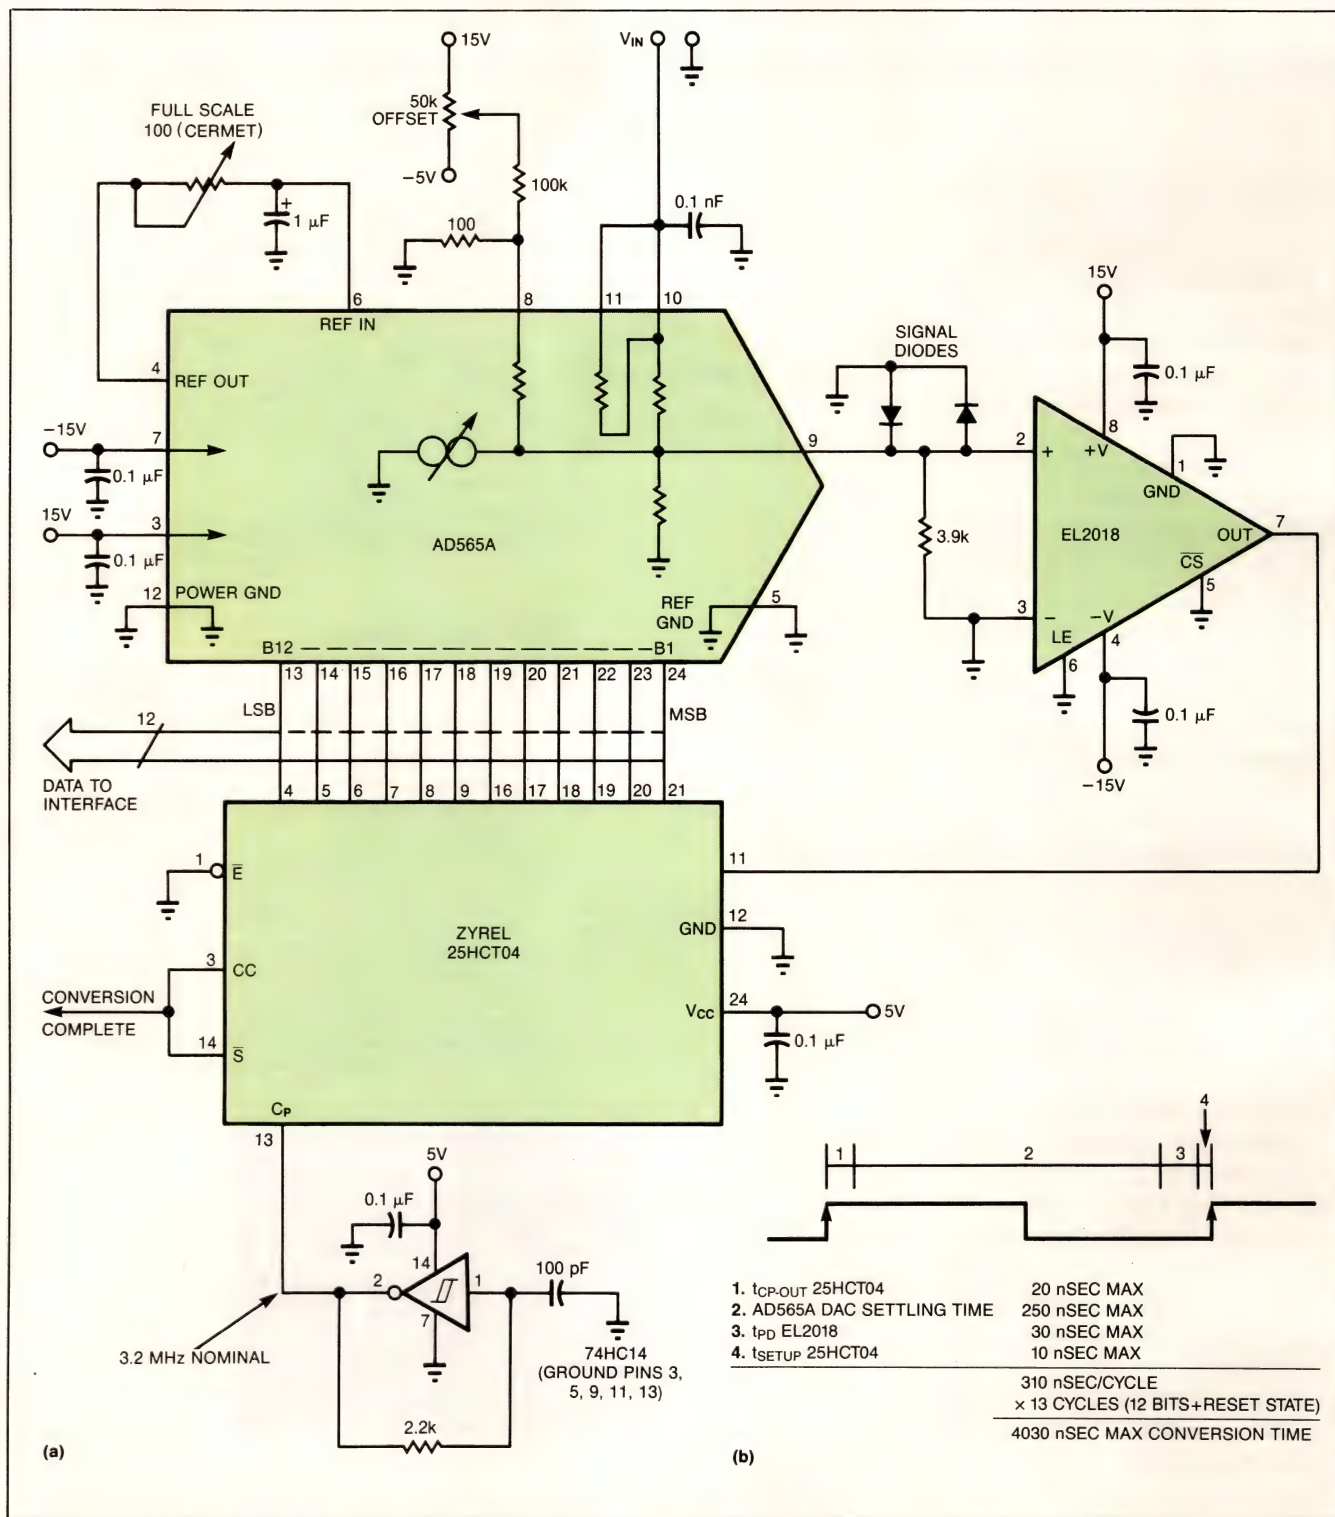 15V
V_IN
FULL SCALE
100 (CERMET)
50k
OFFSET
−5V
100k
+
1 µF
100
0.1 nF
6
8
11
10
REF IN
4
REF OUT
15V
SIGNAL
DIODES
0.1 µF
−15V
7
0.1 µF
9
2
+
+V
8
1
GND
15V
3
0.1 µF
AD565A
3.9k
EL2018
OUT
7
CS
5
12
POWER GND
REF
GND
5
3
−
−V
4
LE
6
B12
B1
13
14
15
16
17
18
19
20
21
22
23
24
LSB
MSB
12
0.1 µF
−15V
DATA TO
INTERFACE
4
5
6
7
8
9
16
17
18
19
20
21
1
E
11
ZYREL
25HCT04
GND
12
3
CC
CONVERSION
COMPLETE
VCC
24
5V
0.1 µF
14
S
CP
13
5V
0.1 µF
14
2
1
7
100 pF
3.2 MHz NOMINAL
74HC14
(GROUND PINS 3,
5, 9, 11, 13)
2.2k
(a)
4
1
2
3
1. tCP-OUT 25HCT04 20 nSEC MAX
2. AD565A DAC SETTLING TIME 250 nSEC MAX
3. tPD EL2018 30 nSEC MAX
4. tSETUP 25HCT04 10 nSEC MAX
310 nSEC/CYCLE
× 13 CYCLES (12 BITS+RESET STATE)
4030 nSEC MAX CONVERSION TIME
(b)